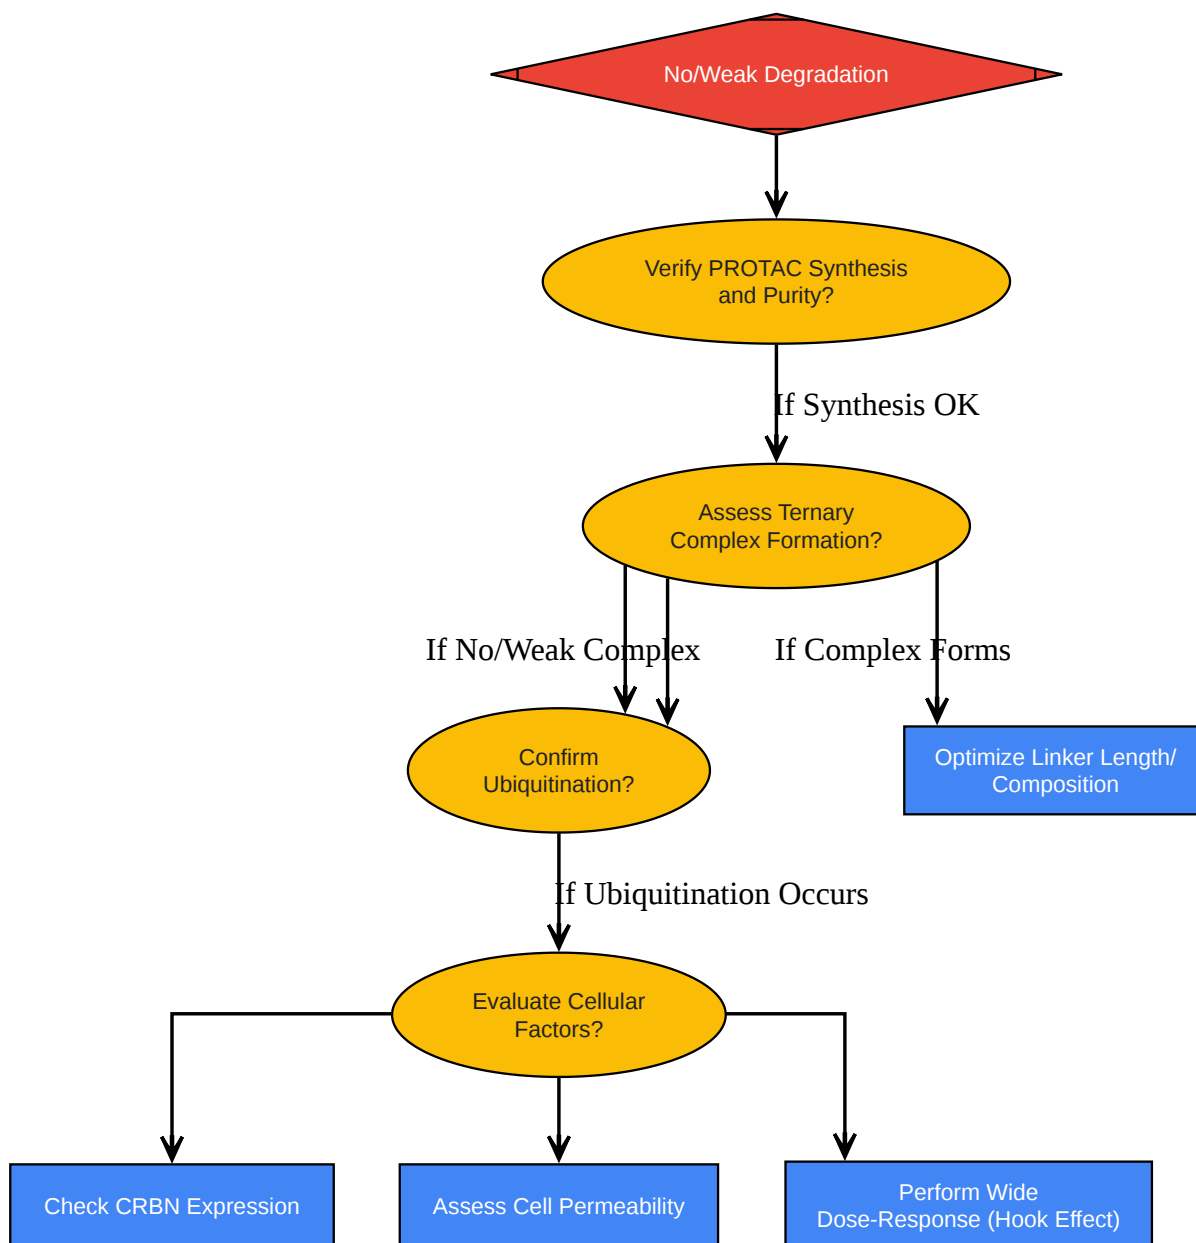 No/Weak Degradation
Verify PROTAC Synthesis
and Purity?
If Synthesis OK
Assess Ternary
Complex Formation?
If No/Weak Complex
If Complex Forms
Confirm
Ubiquitination?
Optimize Linker Length/
Composition
If Ubiquitination Occurs
Evaluate Cellular
Factors?
Check CRBN Expression
Assess Cell Permeability
Perform Wide
Dose-Response (Hook Effect)